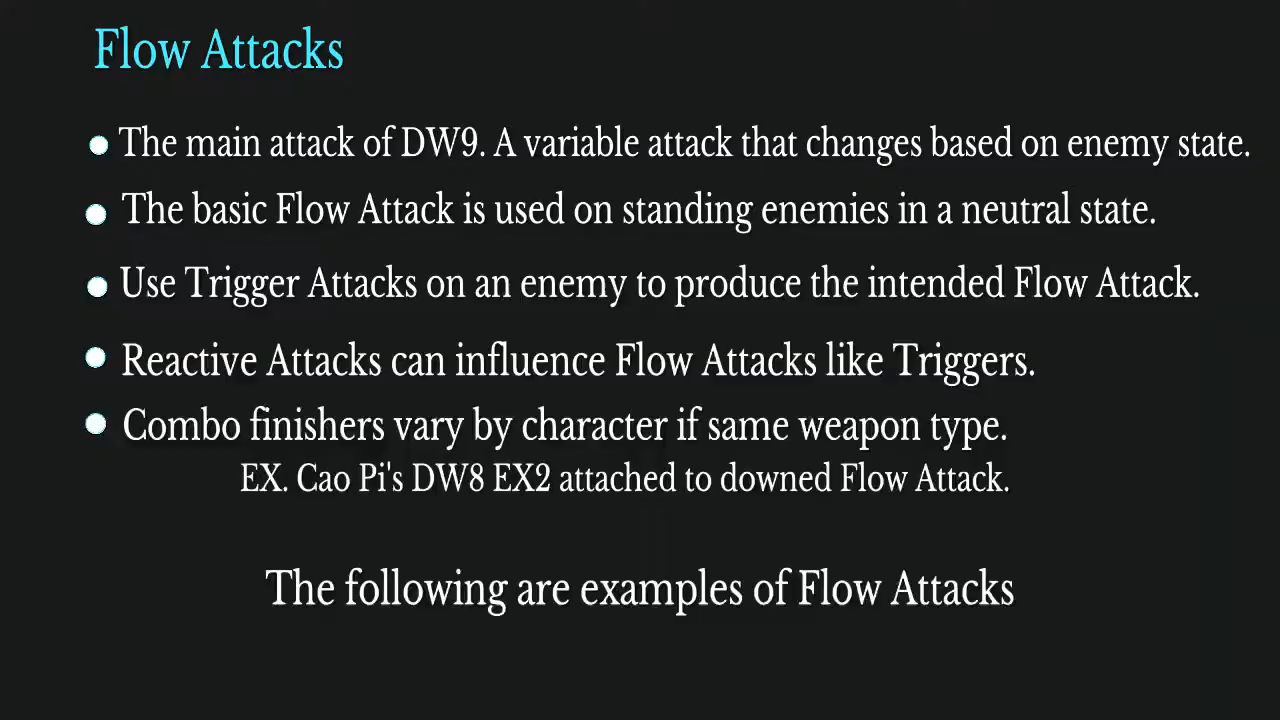 Flow Attacks
The main attack of DW9. A variable attack that changes based on enemy state.
The basic Flow Attack is used on standing enemies in a neutral state.
Use Trigger Attacks on an enemy to produce the intended Flow Attack.
Reactive Attacks can influence Flow Attacks like Triggers.
Combo finishers vary by character if same weapon type.
EX. Cao Pi's DW8 EX2 attached to downed Flow Attack.
The following are examples of Flow Attacks